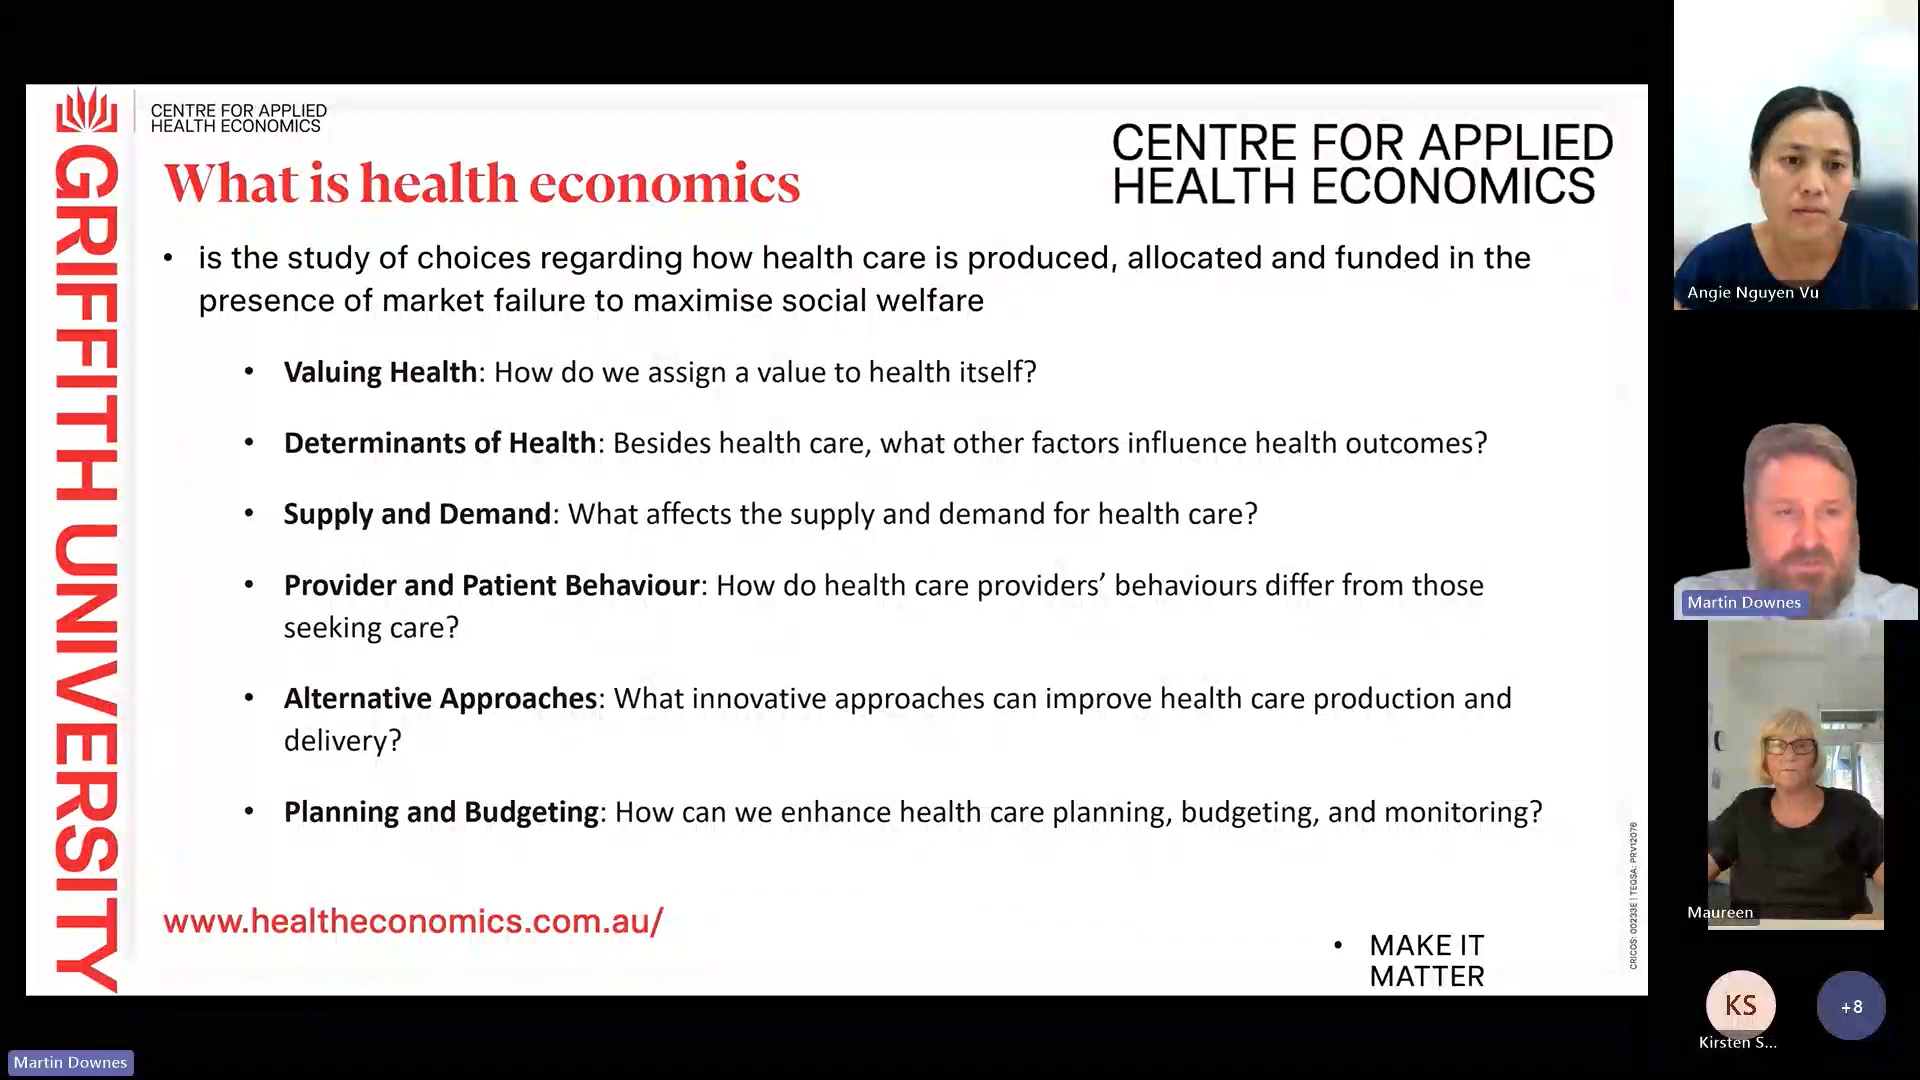 GRIFFITH UNIVERSITY
CENTRE FOR APPLIED
HEALTH ECONOMICS
CENTRE FOR APPLIED
HEALTH ECONOMICS
What is health economics
• is the study of choices regarding how health care is produced, allocated and funded in the
presence of market failure to maximise social welfare
• Valuing Health: How do we assign a value to health itself?
• Determinants of Health: Besides health care, what other factors influence health outcomes?
• Supply and Demand: What affects the supply and demand for health care?
• Provider and Patient Behaviour: How do health care providers’ behaviours differ from those
seeking care?
• Alternative Approaches: What innovative approaches can improve health care production and
delivery?
• Planning and Budgeting: How can we enhance health care planning, budgeting, and monitoring?
www.healtheconomics.com.au/
• MAKE IT
MATTER
CRICOS: 00233E | TEQSA: PRV12076
Angie Nguyen Vu
Martin Downes
Maureen
KS
+8
Kirsten S...
Martin Downes